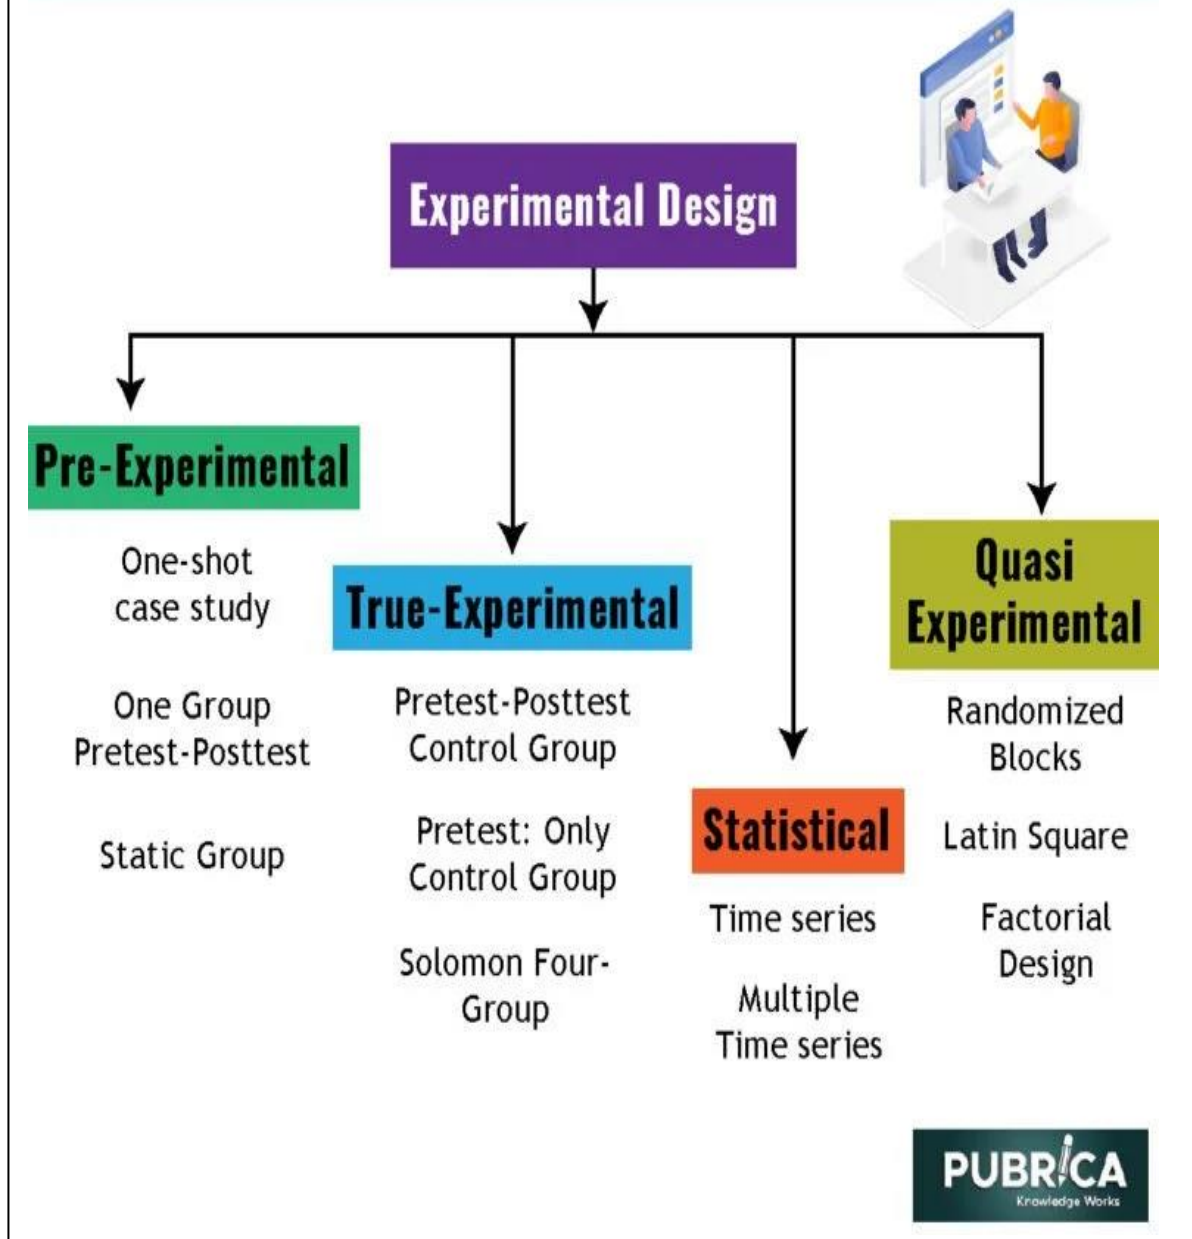 Experimental Design
Pre-Experimental
One-shot
case study
One Group
Pretest-Posttest
Static Group
True-Experimental
Pretest-Posttest
Control Group
Pretest: Only
Control Group
Solomon Four-
Group
Statistical
Time series
Multiple
Time series
Quasi
Experimental
Randomized
Blocks
Latin Square
Factorial
Design
PUBRICA
Knowledge Works